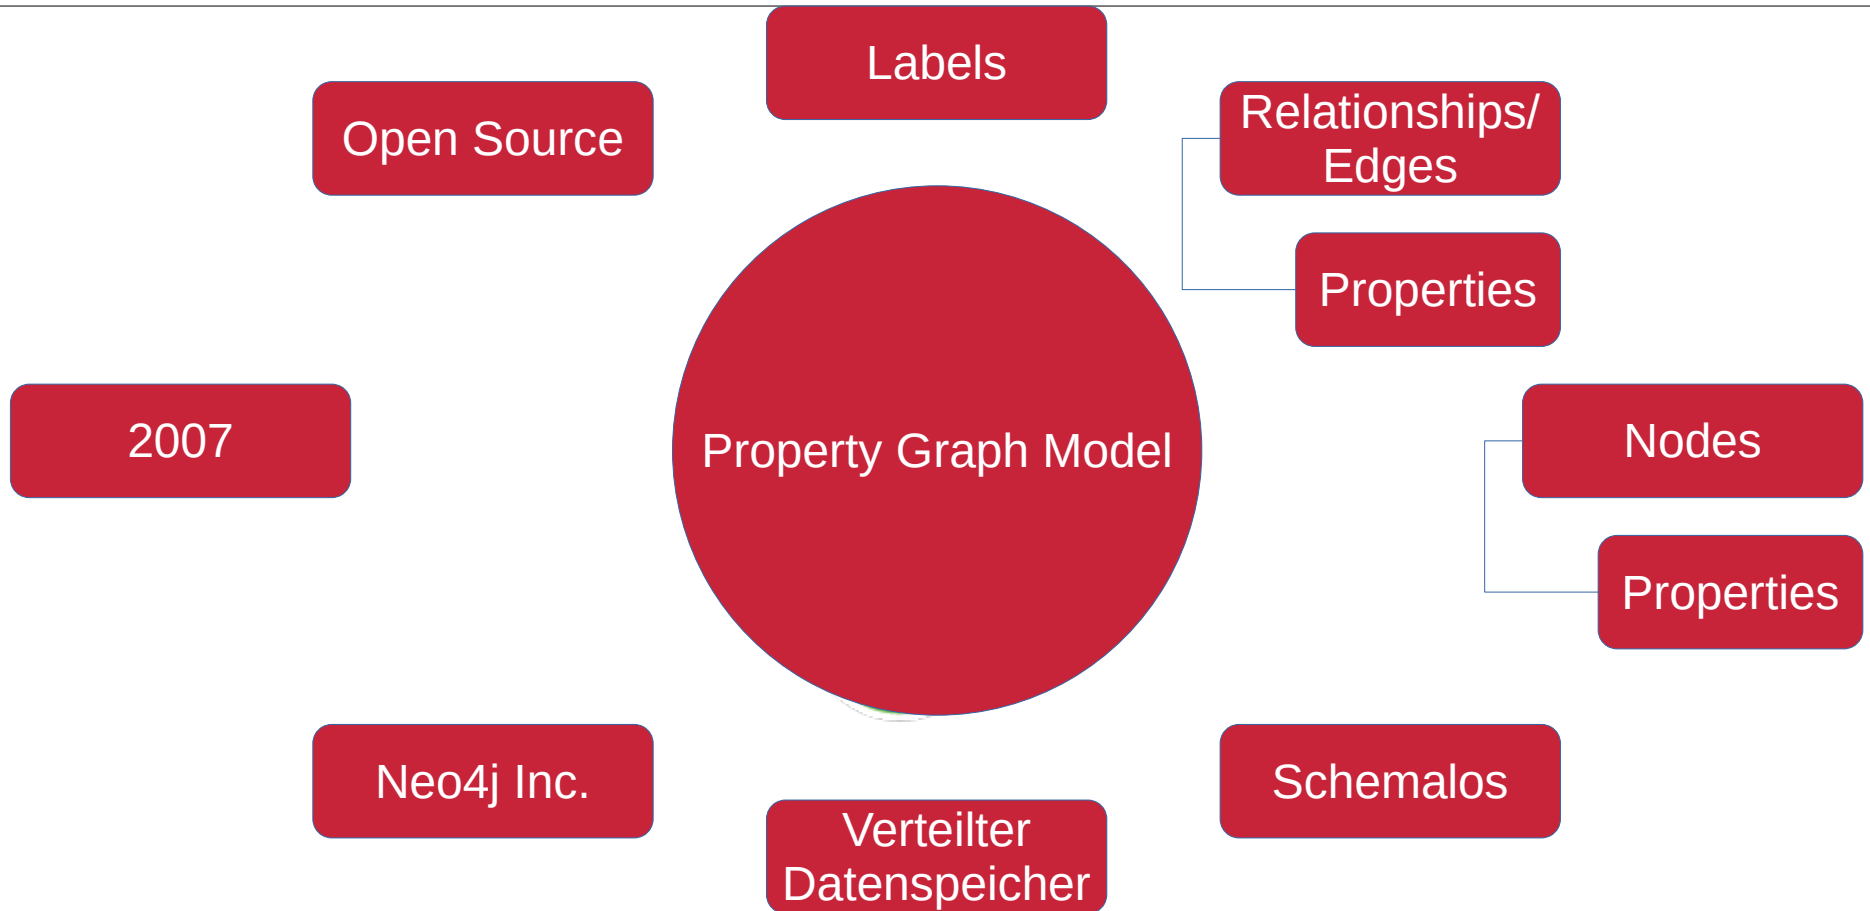 Labels
Open Source
Relationships/
Edges
Properties
2007
Property Graph Model
Nodes
Properties
Neo4j Inc.
Schemalos
Verteilter
Datenspeicher